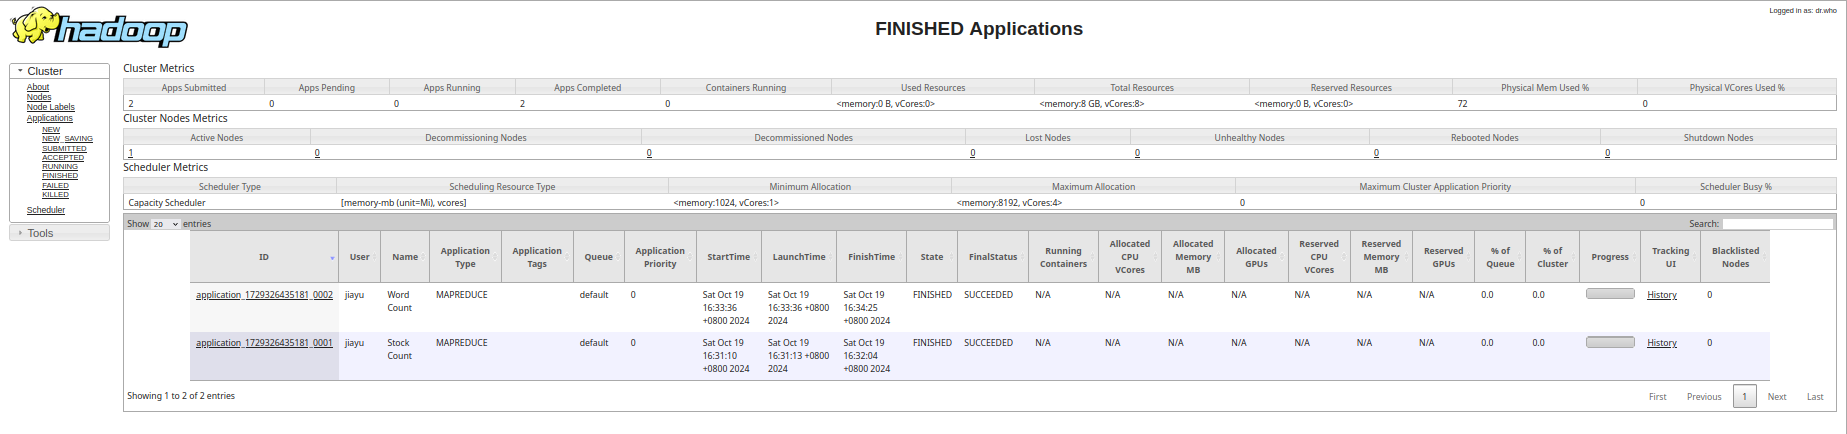 Logged in as: dr.who
hadoop
FINISHED Applications
Cluster
About
Nodes
Node Labels
Applications
NEW
NEW_SAVING
SUBMITTED
ACCEPTED
RUNNING
FINISHED
FAILED
KILLED
Scheduler
Tools
Cluster Metrics
Apps Submitted Apps Pending Apps Running Apps Completed Containers Running Used Resources Total Resources Reserved Resources Physical Mem Used % Physical VCores Used %
2 0 0 2 0 <memory:0 B, vCores:0> <memory:8 GB, vCores:8> <memory:0 B, vCores:0> 72 0
Cluster Nodes Metrics
Active Nodes Decommissioning Nodes Decommissioned Nodes Lost Nodes Unhealthy Nodes Rebooted Nodes Shutdown Nodes
1 0 0 0 0 0 0
Scheduler Metrics
Scheduler Type Scheduling Resource Type Minimum Allocation Maximum Allocation Maximum Cluster Application Priority Scheduler Busy %
Capacity Scheduler [memory-mb (unit=Mi), vcores] <memory:1024, vCores:1> <memory:8192, vCores:4> 0 0
Show 20 entries Search:
ID User Name Application Type Application Tags Queue Application Priority StartTime LaunchTime FinishTime State FinalStatus Running Containers Allocated CPU VCores Allocated Memory MB Allocated GPUs Reserved CPU VCores Reserved Memory MB Reserved GPUs % of Queue % of Cluster Progress Tracking UI Blacklisted Nodes
application_1729326435181_0002 jiayu Word Count MAPREDUCE default 0 Sat Oct 19 16:33:36 +0800 2024 Sat Oct 19 16:33:36 +0800 2024 Sat Oct 19 16:34:25 +0800 2024 FINISHED SUCCEEDED N/A N/A N/A N/A N/A N/A N/A 0.0 0.0 History 0
application_1729326435181_0001 jiayu Stock Count MAPREDUCE default 0 Sat Oct 19 16:31:10 +0800 2024 Sat Oct 19 16:31:13 +0800 2024 Sat Oct 19 16:32:04 +0800 2024 FINISHED SUCCEEDED N/A N/A N/A N/A N/A N/A N/A 0.0 0.0 History 0
Showing 1 to 2 of 2 entries First Previous 1 Next Last